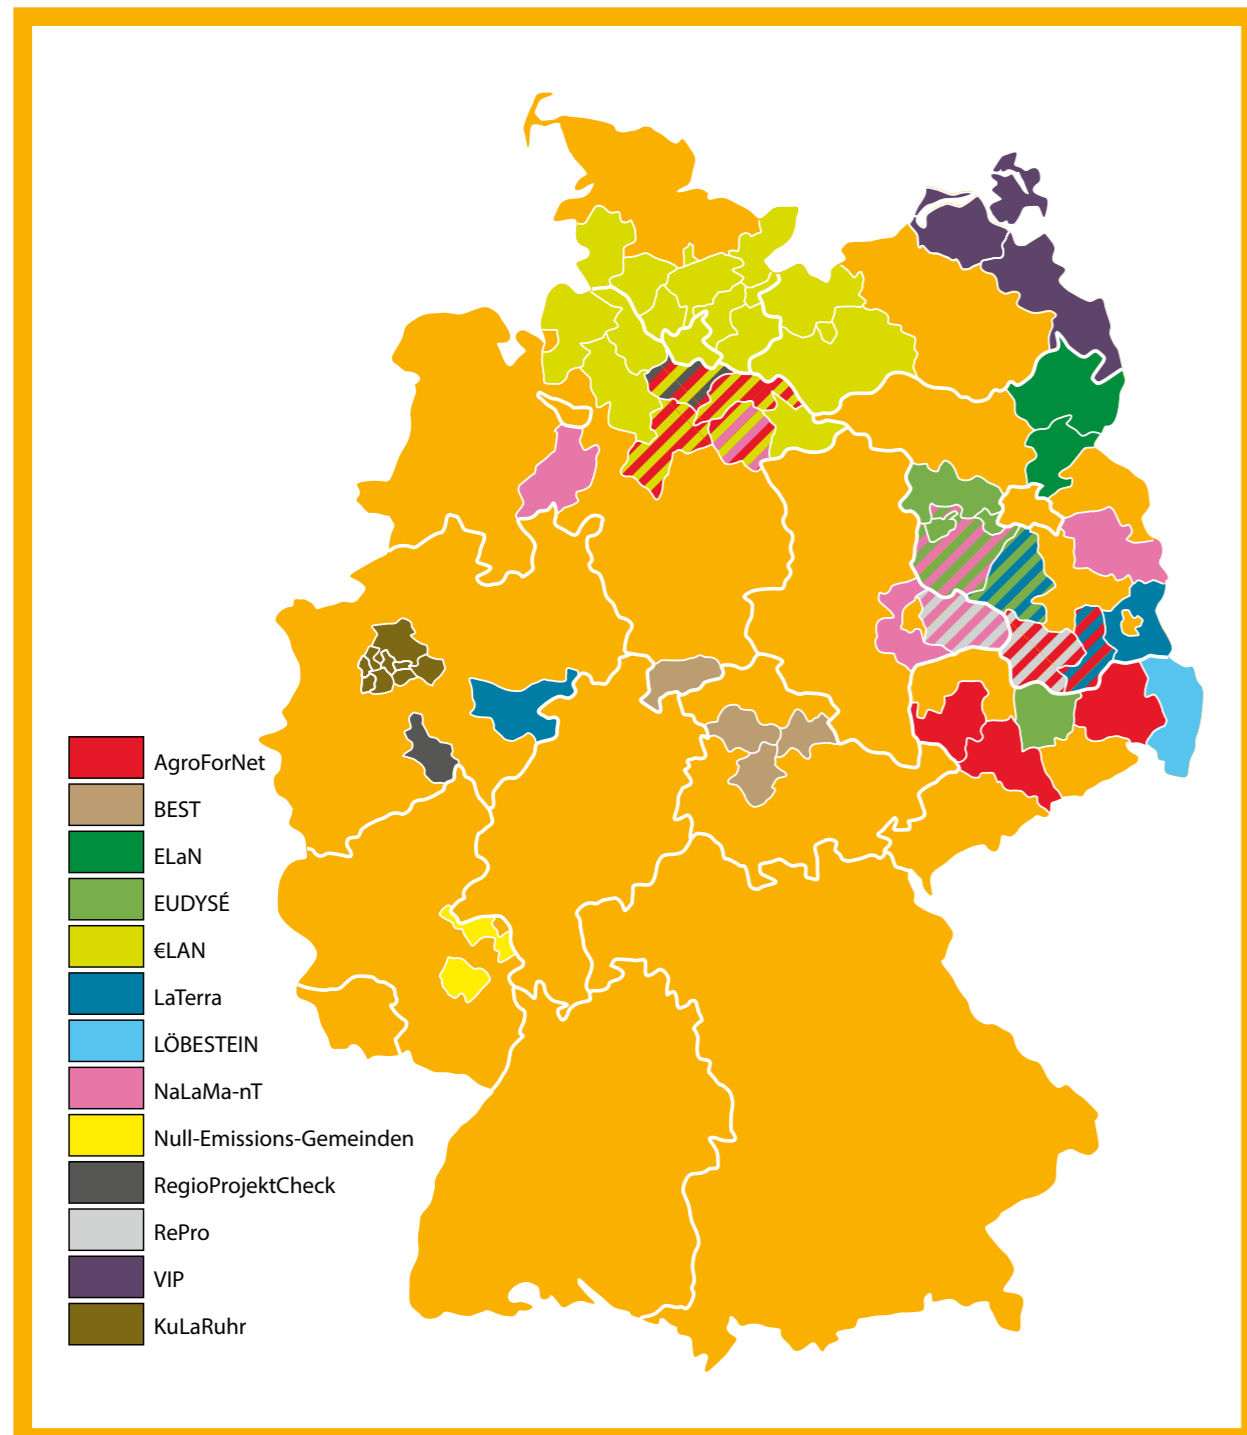 AgroForNet
BEST
ELaN
EUDYSÉ
€LAN
LaTerra
LÖBESTEIN
NaLaMa-nT
Null-Emissions-Gemeinden
RegioProjektCheck
RePro
VIP
KuLaRuhr